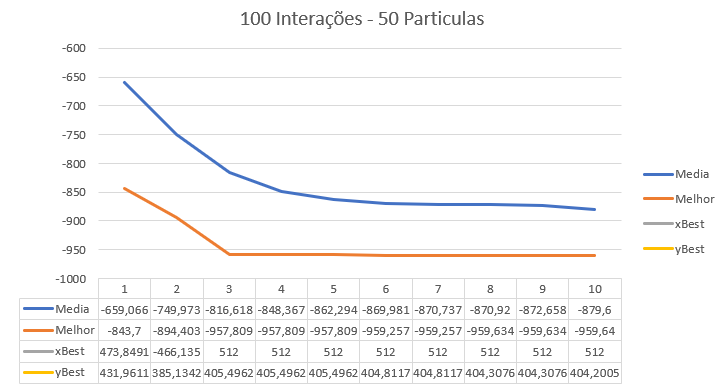 100 Interações - 50 Particulas
-600
-650
-700
-750
-800
-850
-900
-950
-1000
Media
Melhor
xBest
yBest
1 2 3 4 5 6 7 8 9 10
Media -659,066 -749,973 -816,618 -848,367 -862,294 -869,981 -870,737 -870,92 -872,658 -879,6
Melhor -843,7 -894,403 -957,809 -957,809 -957,809 -959,257 -959,257 -959,634 -959,634 -959,64
xBest 473,8491 -466,135 512 512 512 512 512 512 512 512
yBest 431,9611 385,1342 405,4962 405,4962 405,4962 404,8117 404,8117 404,3076 404,3076 404,2005